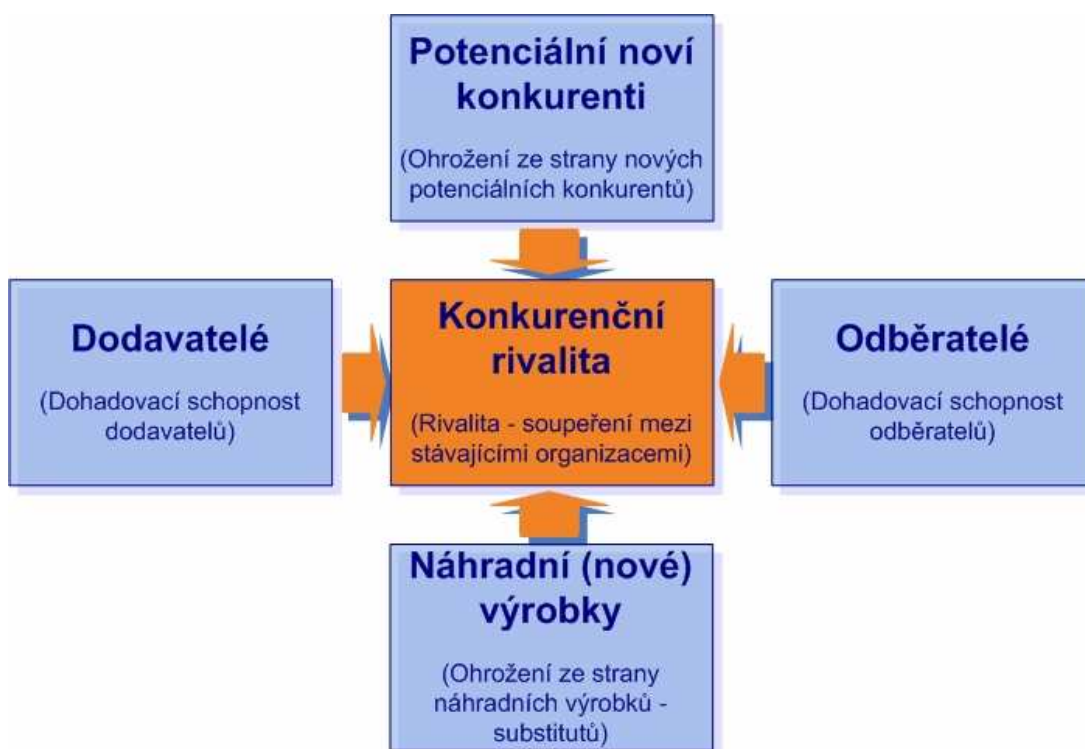 Potenciální noví
konkurenti
(Ohrožení ze strany nových
potenciálních konkurentů)
Dodavatelé
(Dohadovací schopnost
dodavatelů)
Konkurenční
rivalita
(Rivalita - soupeření mezi
stávajícími organizacemi)
Odběratelé
(Dohadovací schopnost
odběratelů)
Náhradní (nové)
výrobky
(Ohrožení ze strany
náhradních výrobků -
substitutů)